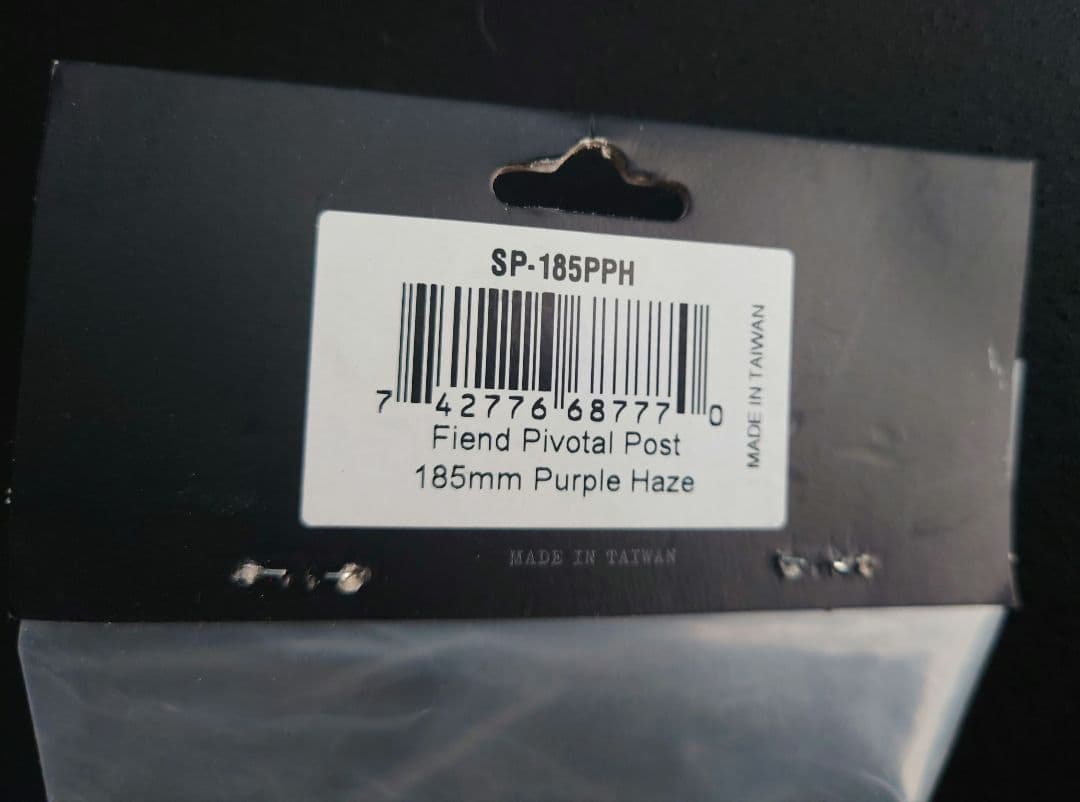 SP-185PPH
7 42776 68777 0
Fiend Pivotal Post
185mm Purple Haze
MADE IN TAIWAN
MADE IN TAIWAN